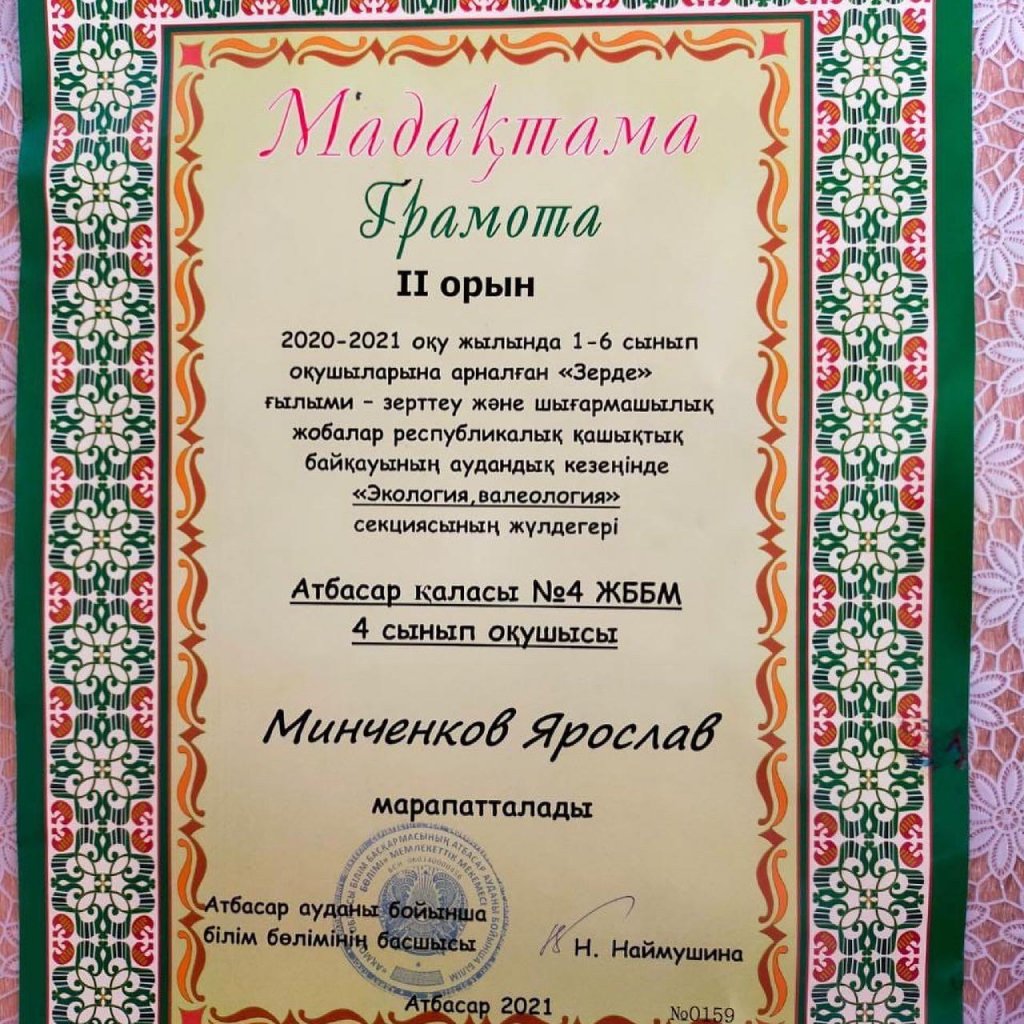 Мадақтама
Грамота
II орын
2020-2021 оқу жылында 1-6 сынып
оқушыларына арналған «Зерде»
ғылыми – зерттеу және шығармашылық
жобалар республикалық қашықтық
байқауының аудандық кезеңінде
«Экология,валеология»
секциясының жүлдегері
Атбасар қаласы №4 ЖББМ
4 сынып оқушысы
Минченков Ярослав
марапатталады
Атбасар ауданы бойынша
білім бөлімінің басшысы
Н. Наймушина
Атбасар 2021
№0159